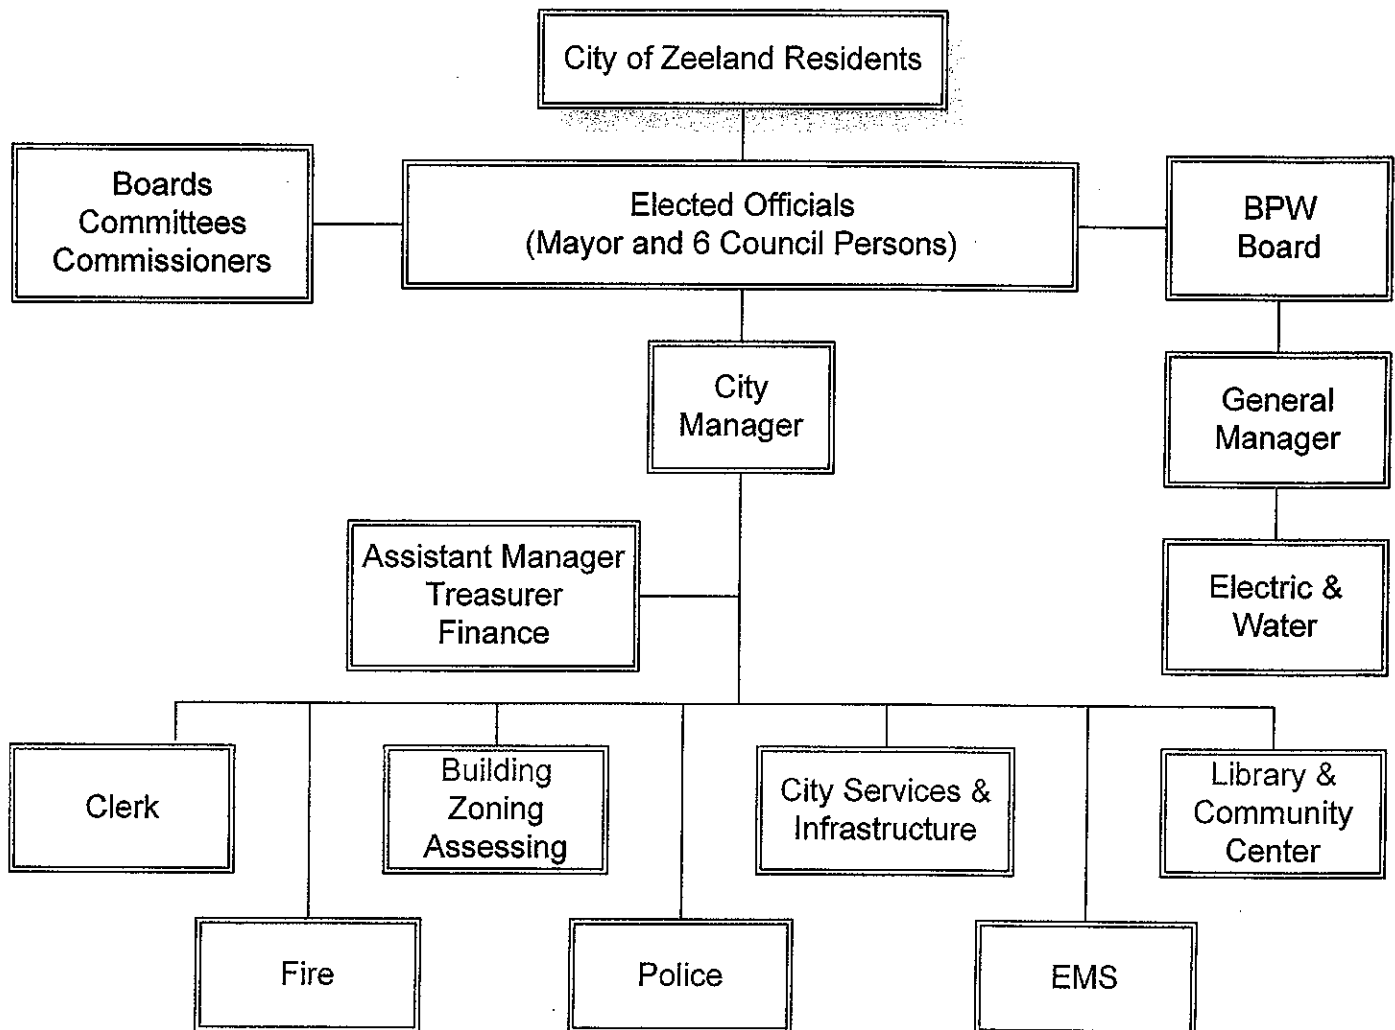 City of Zeeland Residents
Boards
Committees
Commissioners
Elected Officials
(Mayor and 6 Council Persons)
BPW
Board
City
Manager
General
Manager
Assistant Manager
Treasurer
Finance
Electric &
Water
Clerk
Building
Zoning
Assessing
City Services &
Infrastructure
Library &
Community
Center
Fire
Police
EMS